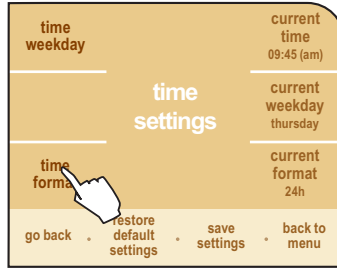 time
weekday
current
time
09:45 (am)
time
settings
current
weekday
thursday
time
format
current
format
24h
go back
restore
default
settings
save
settings
back to
menu